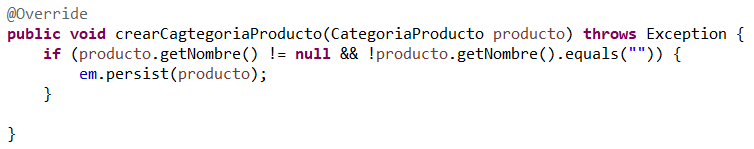 @Override
public void crearCagtegoriaProducto(CategoriaProducto producto) throws Exception {
    if (producto.getNombre() != null && !producto.getNombre().equals("")) {
        em.persist(producto);
    }

}